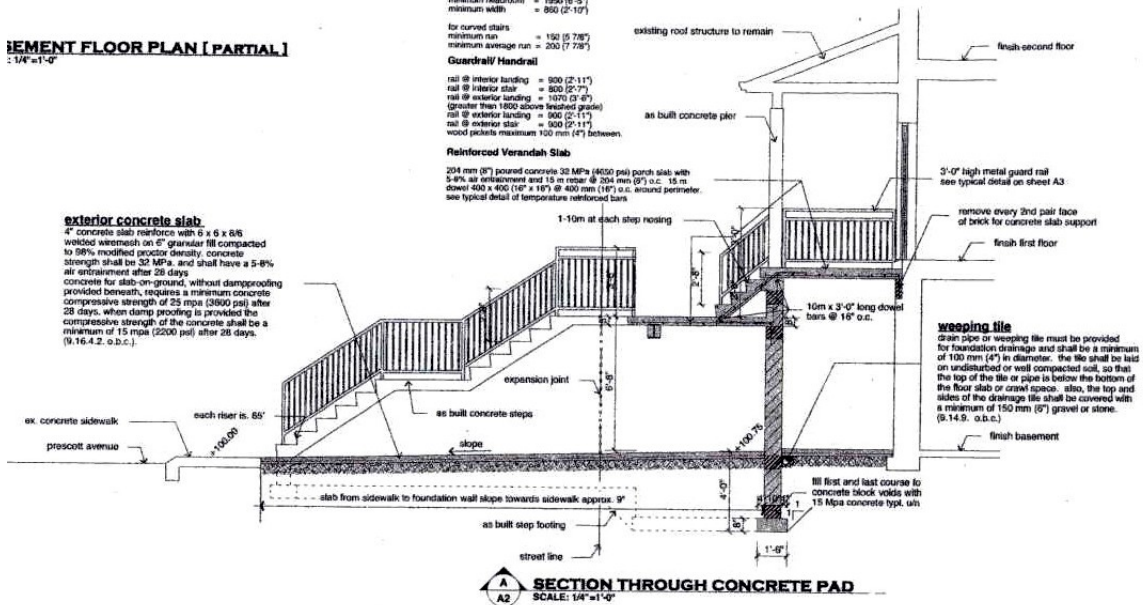 SEMENT FLOOR PLAN [ PARTIAL ]
: 1/4"=1'-0"
minimum headroom = 1950 (6'-5")
minimum width = 860 (2'-10")
for curved stairs
minimum run = 150 (5 7/8")
minimum average run = 200 (7 7/8")
Guardrail/ Handrail
rail @ interior landing = 900 (2'-11")
rail @ interior stair = 800 (2'-7")
rail @ exterior landing = 1070 (3'-6")
(greater than 1800 above finished grade)
rail @ exterior landing = 900 (2'-11")
rail @ exterior stair = 900 (2'-11")
wood pickets maximum 100 mm (4") between.
Reinforced Verandah Slab
204 mm (8") poured concrete 32 MPa (4650 psi) porch slab with
5-8% air entrainment and 15 m rebar @ 204 mm (8") o.c. 15 m
dowel 400 x 400 (16" x 16") @ 400 mm (16") o.c. around perimeter.
see typical detail of temperature reinforced bars
existing roof structure to remain
finsih second floor
as built concrete pier
3'-0" high metal guard rail
see typical detail on sheet A3
remove every 2nd pair face
of brick for concrete slab support
finsih first floor
1-10m at each step nosing
exterior concrete slab
4" concrete slab reinforce with 6 x 6 x 6/6
welded wiremesh on 6" granular fill compacted
to 98% modified proctor density. concrete
strength shall be 32 MPa. and shall have a 5-8%
air entrainment after 28 days
concrete for slab-on-ground, without dampproofing
provided beneath, requires a minimum concrete
compressive strength of 25 mpa (3600 psi) after
28 days. when damp proofing is provided the
compressive strength of the concrete shall be a
minimum of 15 mpa (2200 psi) after 28 days.
(9.16.4.2. o.b.c.).
2'-8"
10m x 3'-0" long dowel
bars @ 16" o.c.
weeping tile
drain pipe or weeping tile must be provided
for foundation drainage and shall be a minimum
of 100 mm (4") in diameter. the tile shall be laid
on undisturbed or well compacted soil, so that
the top of the tile or pipe is below the bottom of
the floor slab or crawl space. also, the top and
sides of the drainage tile shall be covered with
a minimum of 150 mm (6") gravel or stone.
(9.14.9. o.b.c.)
expansion joint
6'-8"
each riser is .65'
as built concrete steps
ex. concrete sidewalk
prescott avenue
+100.00
slope
+100.75
finish basement
slab from sidewalk to foundation wall slope towards sidewalk approx. 9"
4'-0"
fill first and last course fo
concrete block voids with
15 Mpa concrete typl. u/n
as built step footing
8"
1
1
1'-6"
street line
A
A2
SECTION THROUGH CONCRETE PAD
SCALE: 1/4"=1'-0"